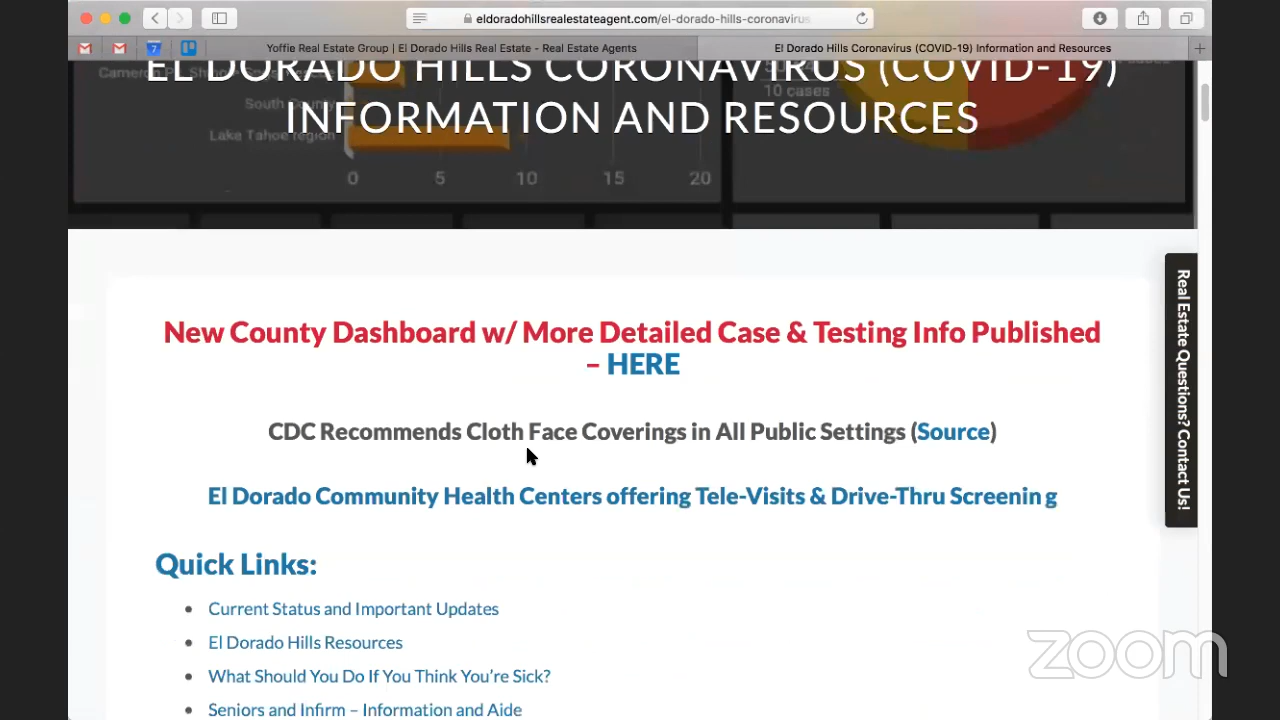 eldoradohillsrealestateagent.com/el-dorado-hills-coronavirus
Yoffie Real Estate Group | El Dorado Hills Real Estate - Real Estate Agents
El Dorado Hills Coronavirus (COVID-19) Information and Resources
EL DORADO HILLS CORONAVIRUS (COVID-19)
INFORMATION AND RESOURCES
South County
Lake Tahoe region
0 5 10 15 20
10 cases
New County Dashboard w/ More Detailed Case & Testing Info Published
– HERE
CDC Recommends Cloth Face Coverings in All Public Settings (Source)
El Dorado Community Health Centers offering Tele-Visits & Drive-Thru Screenin g
Quick Links:
• Current Status and Important Updates
• El Dorado Hills Resources
• What Should You Do If You Think You're Sick?
• Seniors and Infirm – Information and Aide
Real Estate Questions? Contact Us!
zoom